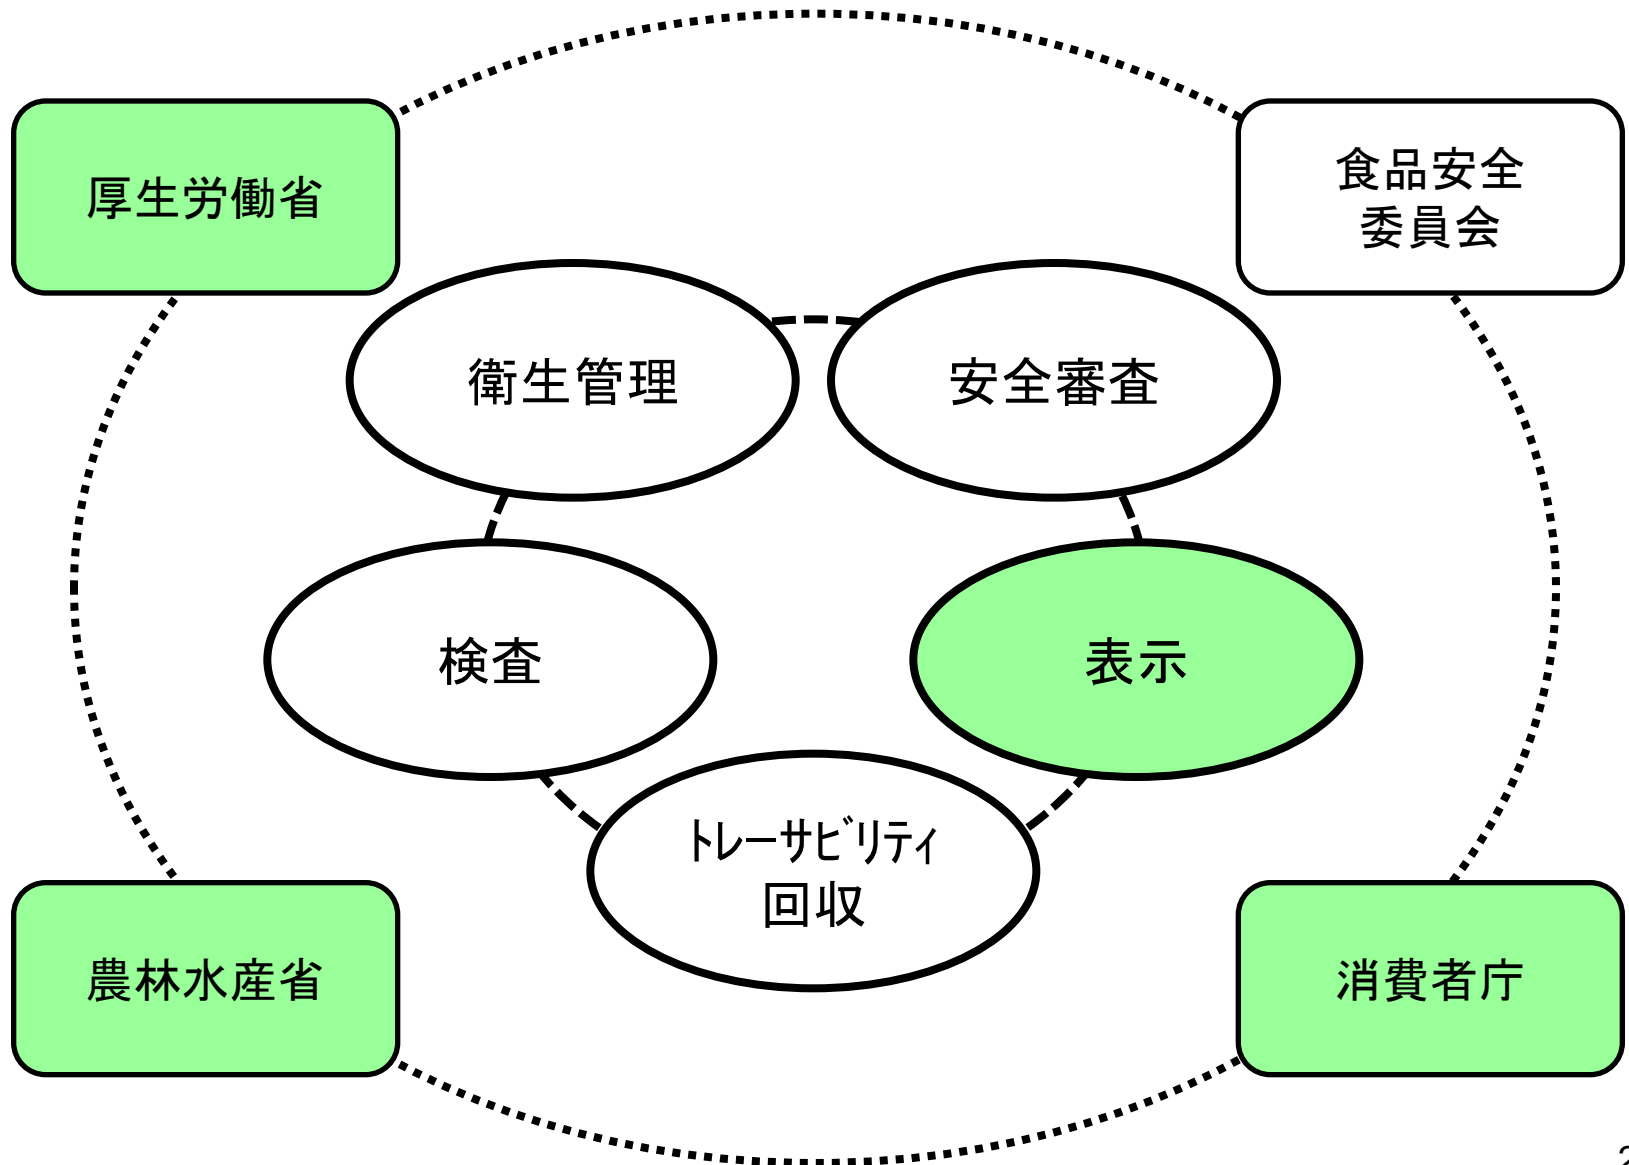 厚生労働省
食品安全
委員会
衛生管理
安全審査
検査
表示
ﾄﾚｰｻﾋﾞﾘﾃｨ
回収
農林水産省
消費者庁